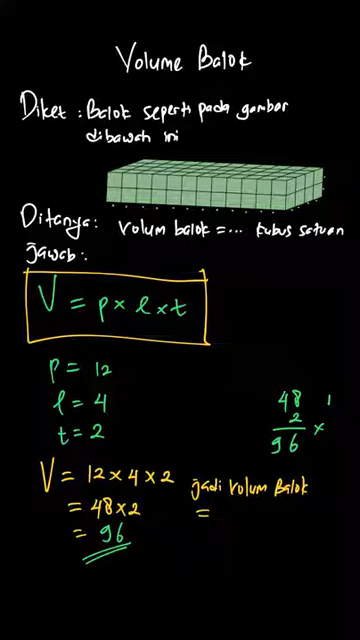 Volume Balok
Diket : Balok seperti pada gambar
dibawah ini
Ditanya: volum balok = ... kubus satuan
jawab :
V = p x l x t
p = 12
l = 4
t = 2
48 1
2
96 x
V = 12 x 4 x 2
= 48 x 2
= 96
jadi volum Balok
=